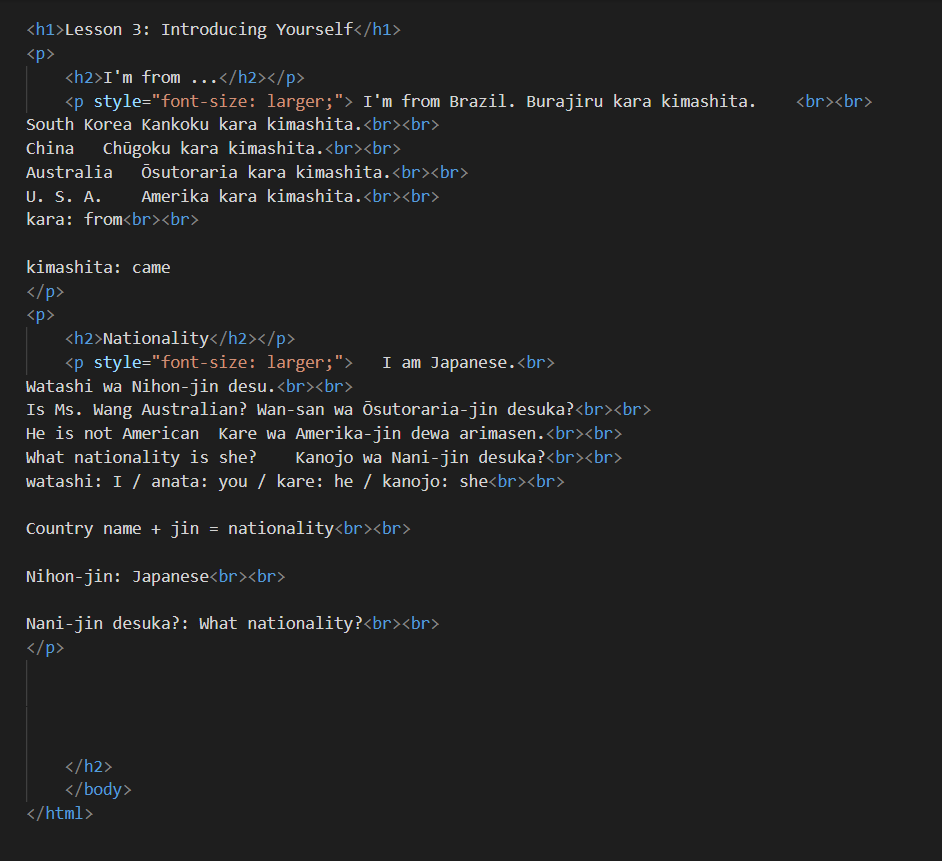 <h1>Lesson 3: Introducing Yourself</h1>
<p>
<h2>I'm from ...</h2></p>
<p style="font-size: larger;"> I'm from Brazil. Burajiru kara kimashita.    <br><br>
South Korea Kankoku kara kimashita.<br><br>
China   Chūgoku kara kimashita.<br><br>
Australia   Ōsutoraria kara kimashita.<br><br>
U. S. A.    Amerika kara kimashita.<br><br>
kara: from<br><br>
kimashita: came
</p>
<p>
<h2>Nationality</h2></p>
<p style="font-size: larger;">   I am Japanese.<br>
Watashi wa Nihon-jin desu.<br><br>
Is Ms. Wang Australian? Wan-san wa Ōsutoraria-jin desuka?<br><br>
He is not American  Kare wa Amerika-jin dewa arimasen.<br><br>
What nationality is she?    Kanojo wa Nani-jin desuka?<br><br>
watashi: I / anata: you / kare: he / kanojo: she<br><br>
Country name + jin = nationality<br><br>
Nihon-jin: Japanese<br><br>
Nani-jin desuka?: What nationality?<br><br>
</p>
</h2>
</body>
</html>